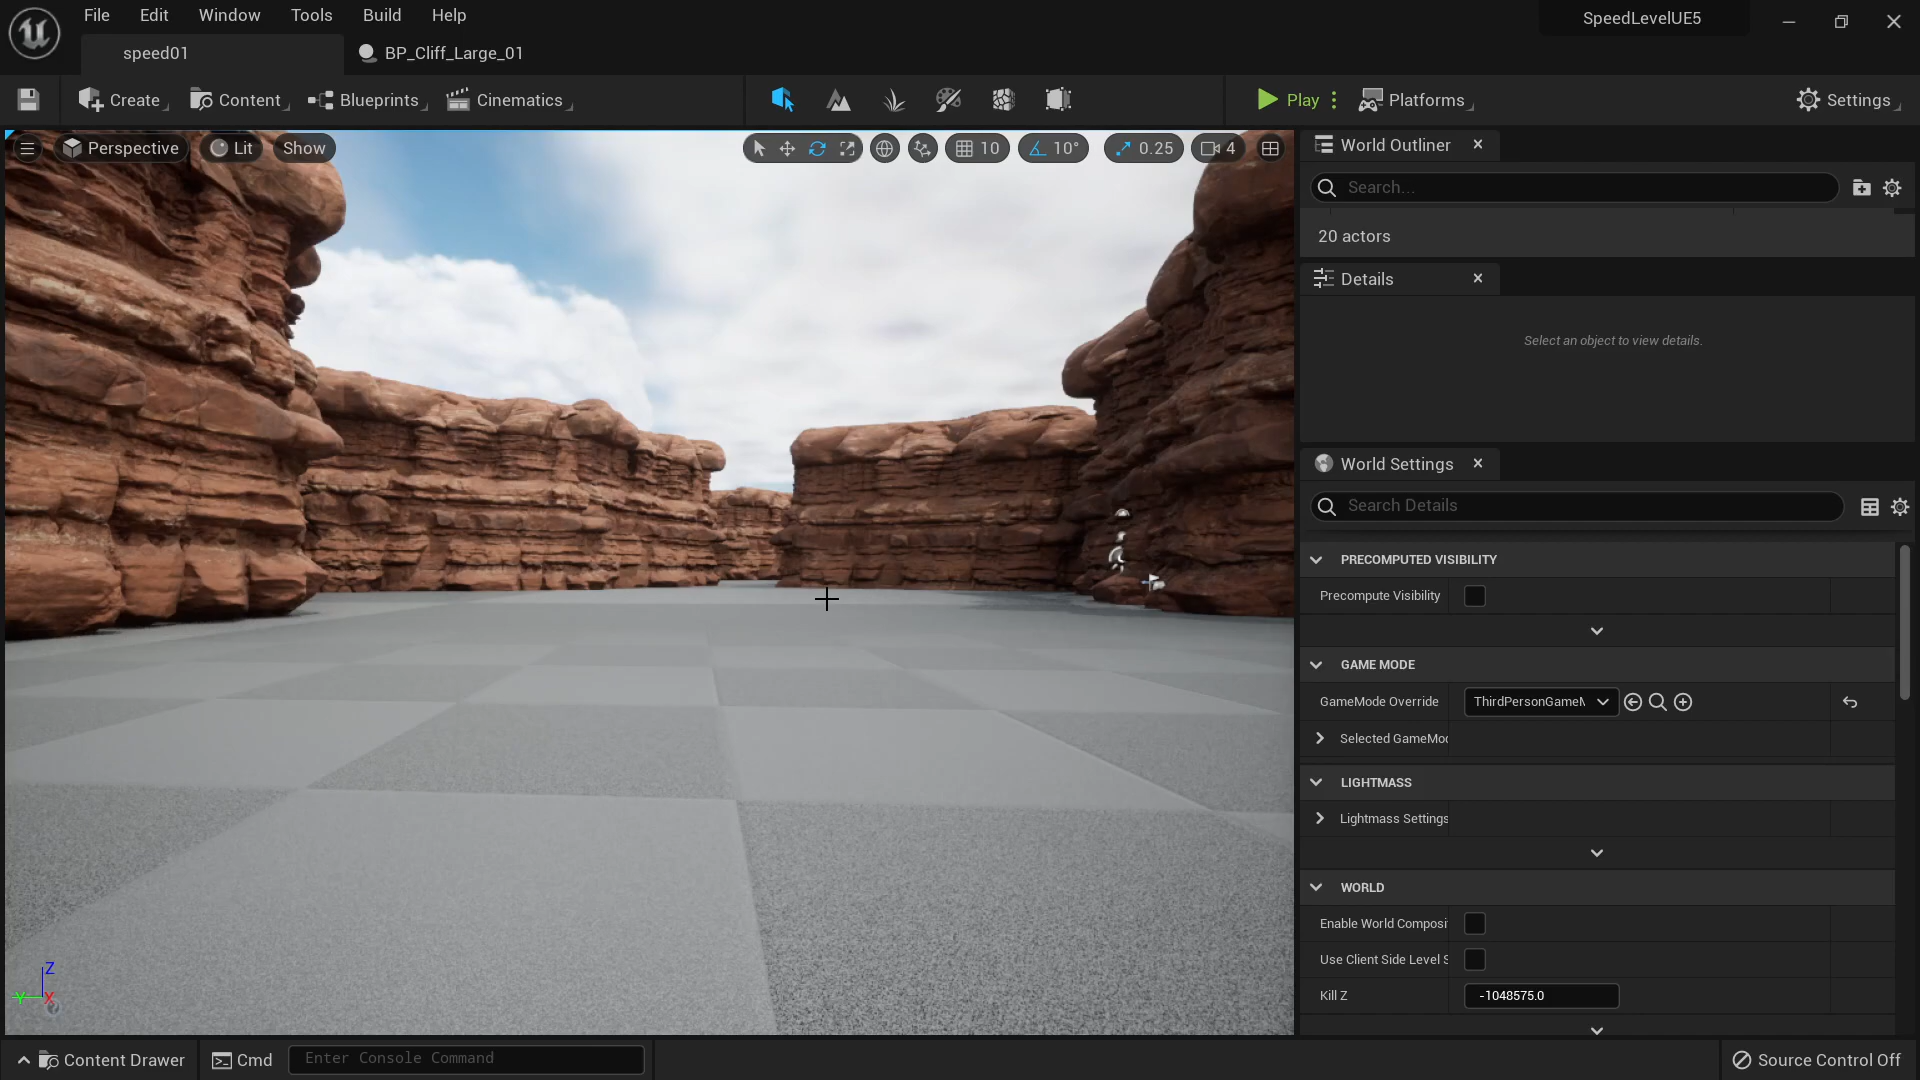 File Edit Window Tools Build Help
SpeedLevelUE5
speed01
BP_Cliff_Large_01
Create Content Blueprints Cinematics Play Platforms Settings
Perspective Lit Show 10 10° 0.25 4
World Outliner
Search...
20 actors
Details
Select an object to view details.
World Settings
Search Details
PRECOMPUTED VISIBILITY
Precompute Visibility
GAME MODE
GameMode Override ThirdPersonGameM
Selected GameMod
LIGHTMASS
Lightmass Settings
WORLD
Enable World Composit
Use Client Side Level S
Kill Z -1048575.0
Z
Y X
Content Drawer Cmd Enter Console Command Source Control Off